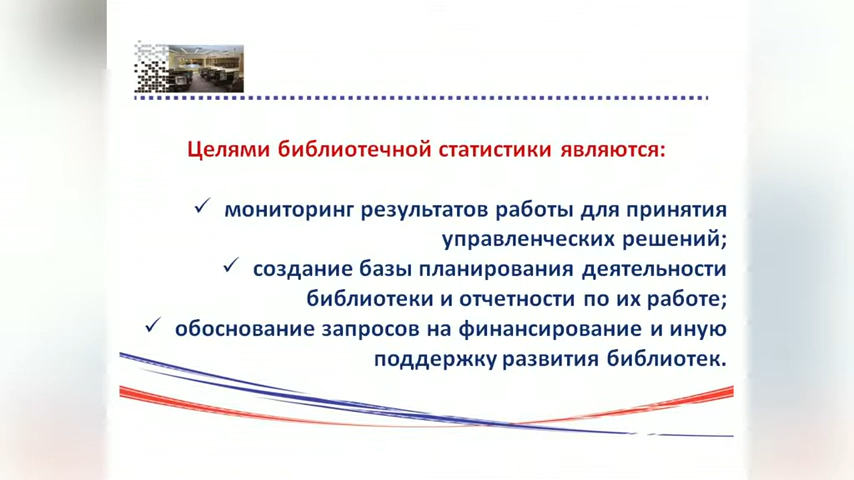 Целями библиотечной статистики являются:
✓ мониторинг результатов работы для принятия
управленческих решений;
✓ создание базы планирования деятельности
библиотеки и отчетности по их работе;
✓ обоснование запросов на финансирование и иную
поддержку развития библиотек.